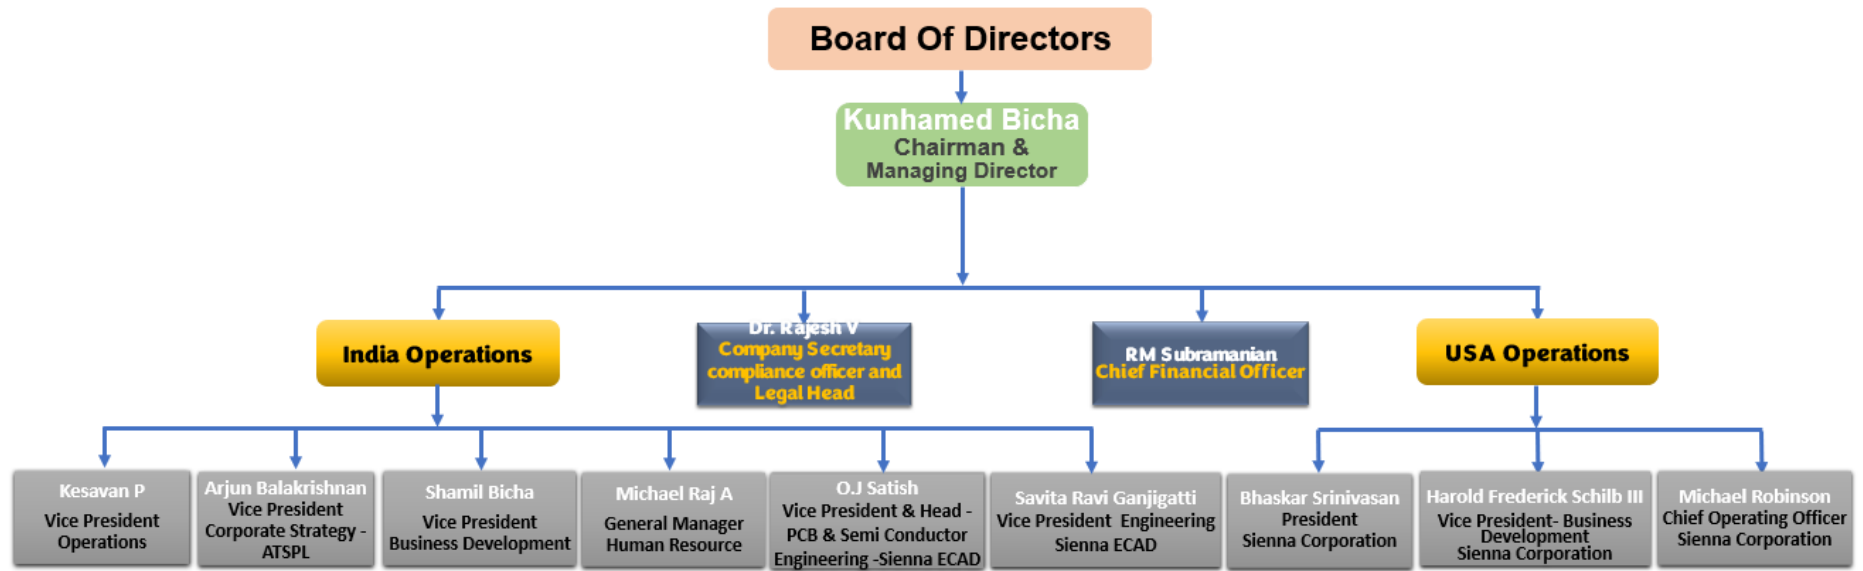 Board Of Directors
Kunhamed Bicha
Chairman &
Managing Director
India Operations
Dr. Rajesh V
Company Secretary
compliance officer and
Legal Head
RM Subramanian
Chief Financial Officer
USA Operations
Kesavan P
Vice President
Operations
Arjun Balakrishnan
Vice President
Corporate Strategy -
ATSPL
Shamil Bicha
Vice President
Business Development
Michael Raj A
General Manager
Human Resource
O.J Satish
Vice President & Head -
PCB & Semi Conductor
Engineering -Sienna ECAD
Savita Ravi Ganjigatti
Vice President Engineering
Sienna ECAD
Bhaskar Srinivasan
President
Sienna Corporation
Harold Frederick Schilb III
Vice President- Business
Development
Sienna Corporation
Michael Robinson
Chief Operating Officer
Sienna Corporation